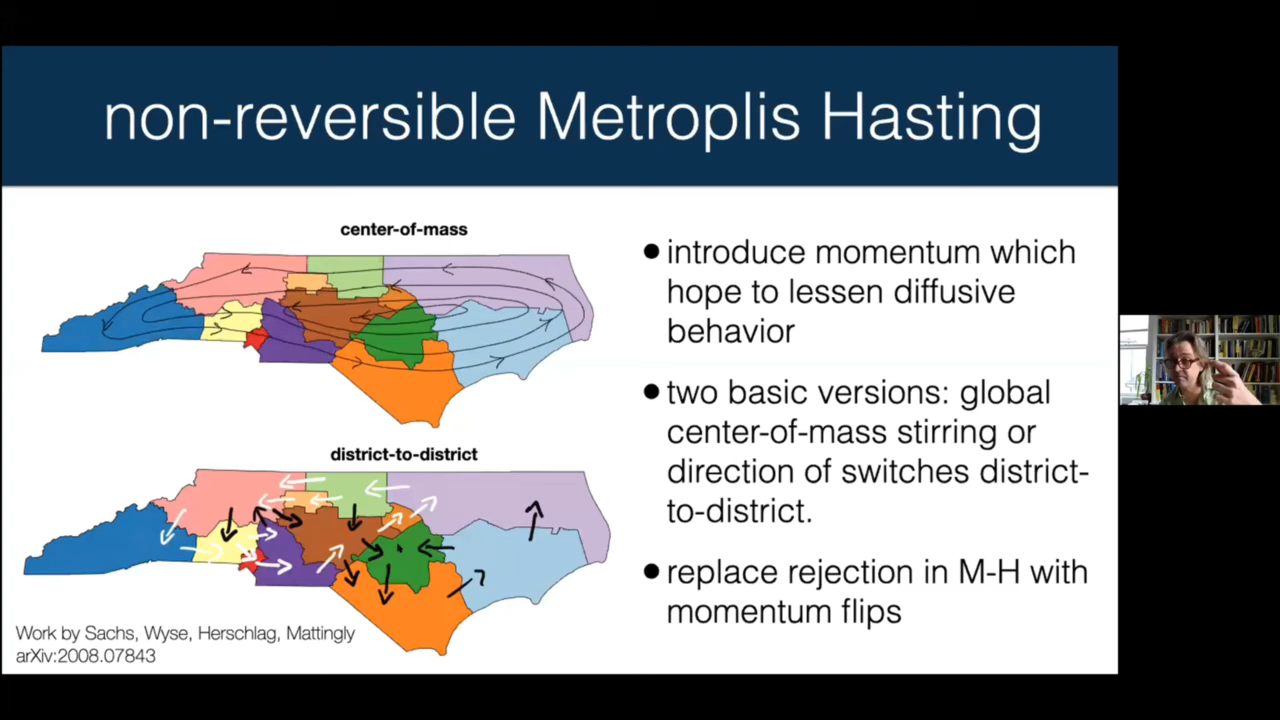 non-reversible Metroplis Hasting
center-of-mass
district-to-district
Work by Sachs, Wyse, Herschlag, Mattingly
arXiv:2008.07843
●introduce momentum which
hope to lessen diffusive
behavior
●two basic versions: global
center-of-mass stirring or
direction of switches district-
to-district.
●replace rejection in M-H with
momentum flips